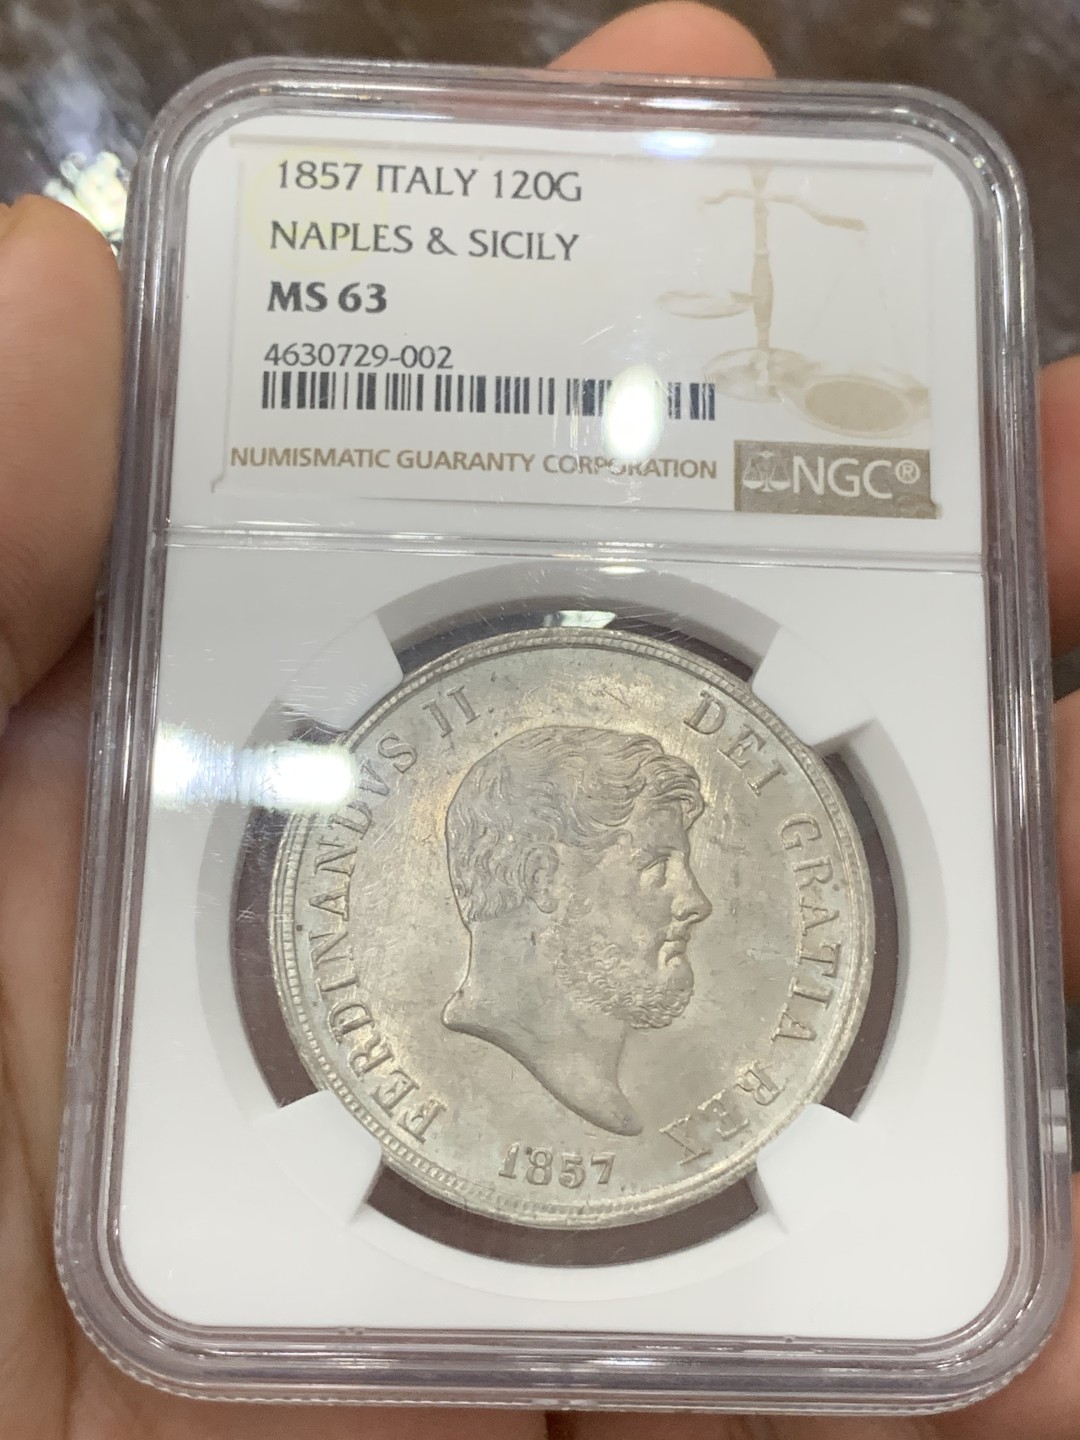 1857 ITALY 120G
NAPLES & SICILY
MS 63
4630729-002
NUMISMATIC GUARANTY CORPORATION
NGC®
FERDINANDVS II DEI GRATIA REX
1857